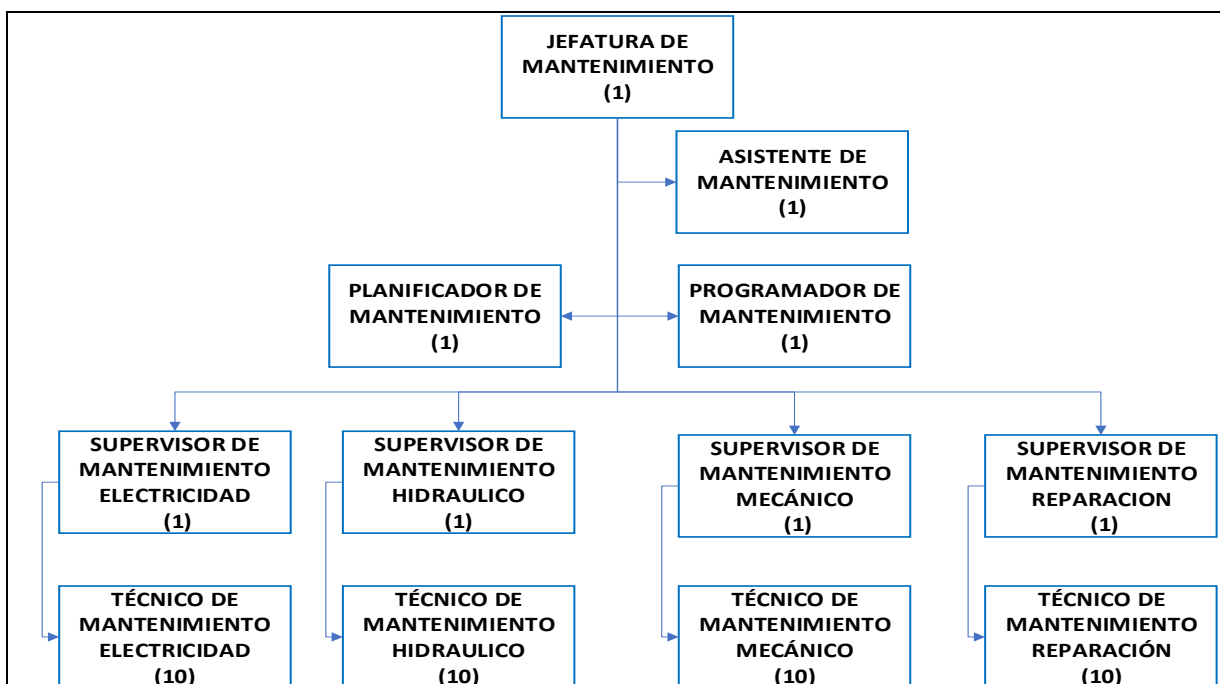 JEFATURA DE
MANTENIMIENTO
(1)
ASISTENTE DE
MANTENIMIENTO
(1)
PLANIFICADOR DE
MANTENIMIENTO
(1)
PROGRAMADOR DE
MANTENIMIENTO
(1)
SUPERVISOR DE
MANTENIMIENTO
ELECTRICIDAD
(1)
SUPERVISOR DE
MANTENIMIENTO
HIDRAULICO
(1)
SUPERVISOR DE
MANTENIMIENTO
MECÁNICO
(1)
SUPERVISOR DE
MANTENIMIENTO
REPARACION
(1)
TÉCNICO DE
MANTENIMIENTO
ELECTRICIDAD
(10)
TÉCNICO DE
MANTENIMIENTO
HIDRAULICO
(10)
TÉCNICO DE
MANTENIMIENTO
MECÁNICO
(10)
TÉCNICO DE
MANTENIMIENTO
REPARACIÓN
(10)